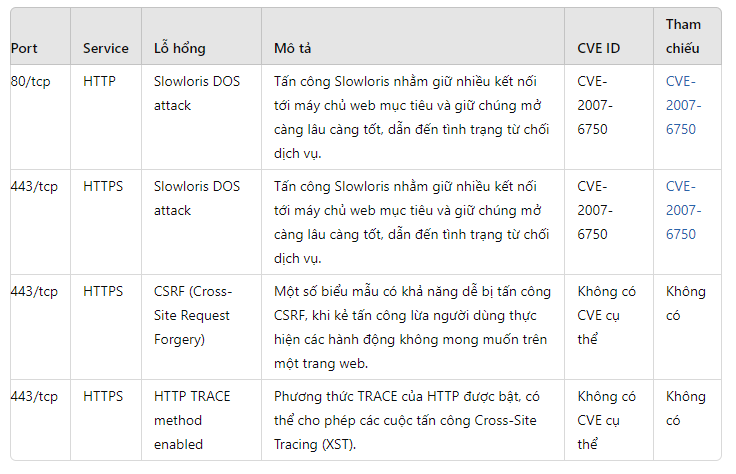 Port Service Lỗ hổng Mô tả CVE ID Tham chiếu
80/tcp HTTP Slowloris DOS attack Tấn công Slowloris nhằm giữ nhiều kết nối tới máy chủ web mục tiêu và giữ chúng mở càng lâu càng tốt, dẫn đến tình trạng từ chối dịch vụ. CVE-2007-6750 CVE-2007-6750
443/tcp HTTPS Slowloris DOS attack Tấn công Slowloris nhằm giữ nhiều kết nối tới máy chủ web mục tiêu và giữ chúng mở càng lâu càng tốt, dẫn đến tình trạng từ chối dịch vụ. CVE-2007-6750 CVE-2007-6750
443/tcp HTTPS CSRF (Cross-Site Request Forgery) Một số biểu mẫu có khả năng dễ bị tấn công CSRF, khi kẻ tấn công lừa người dùng thực hiện các hành động không mong muốn trên một trang web. Không có CVE cụ thể Không có
443/tcp HTTPS HTTP TRACE method enabled Phương thức TRACE của HTTP được bật, có thể cho phép các cuộc tấn công Cross-Site Tracing (XST). Không có CVE cụ thể Không có